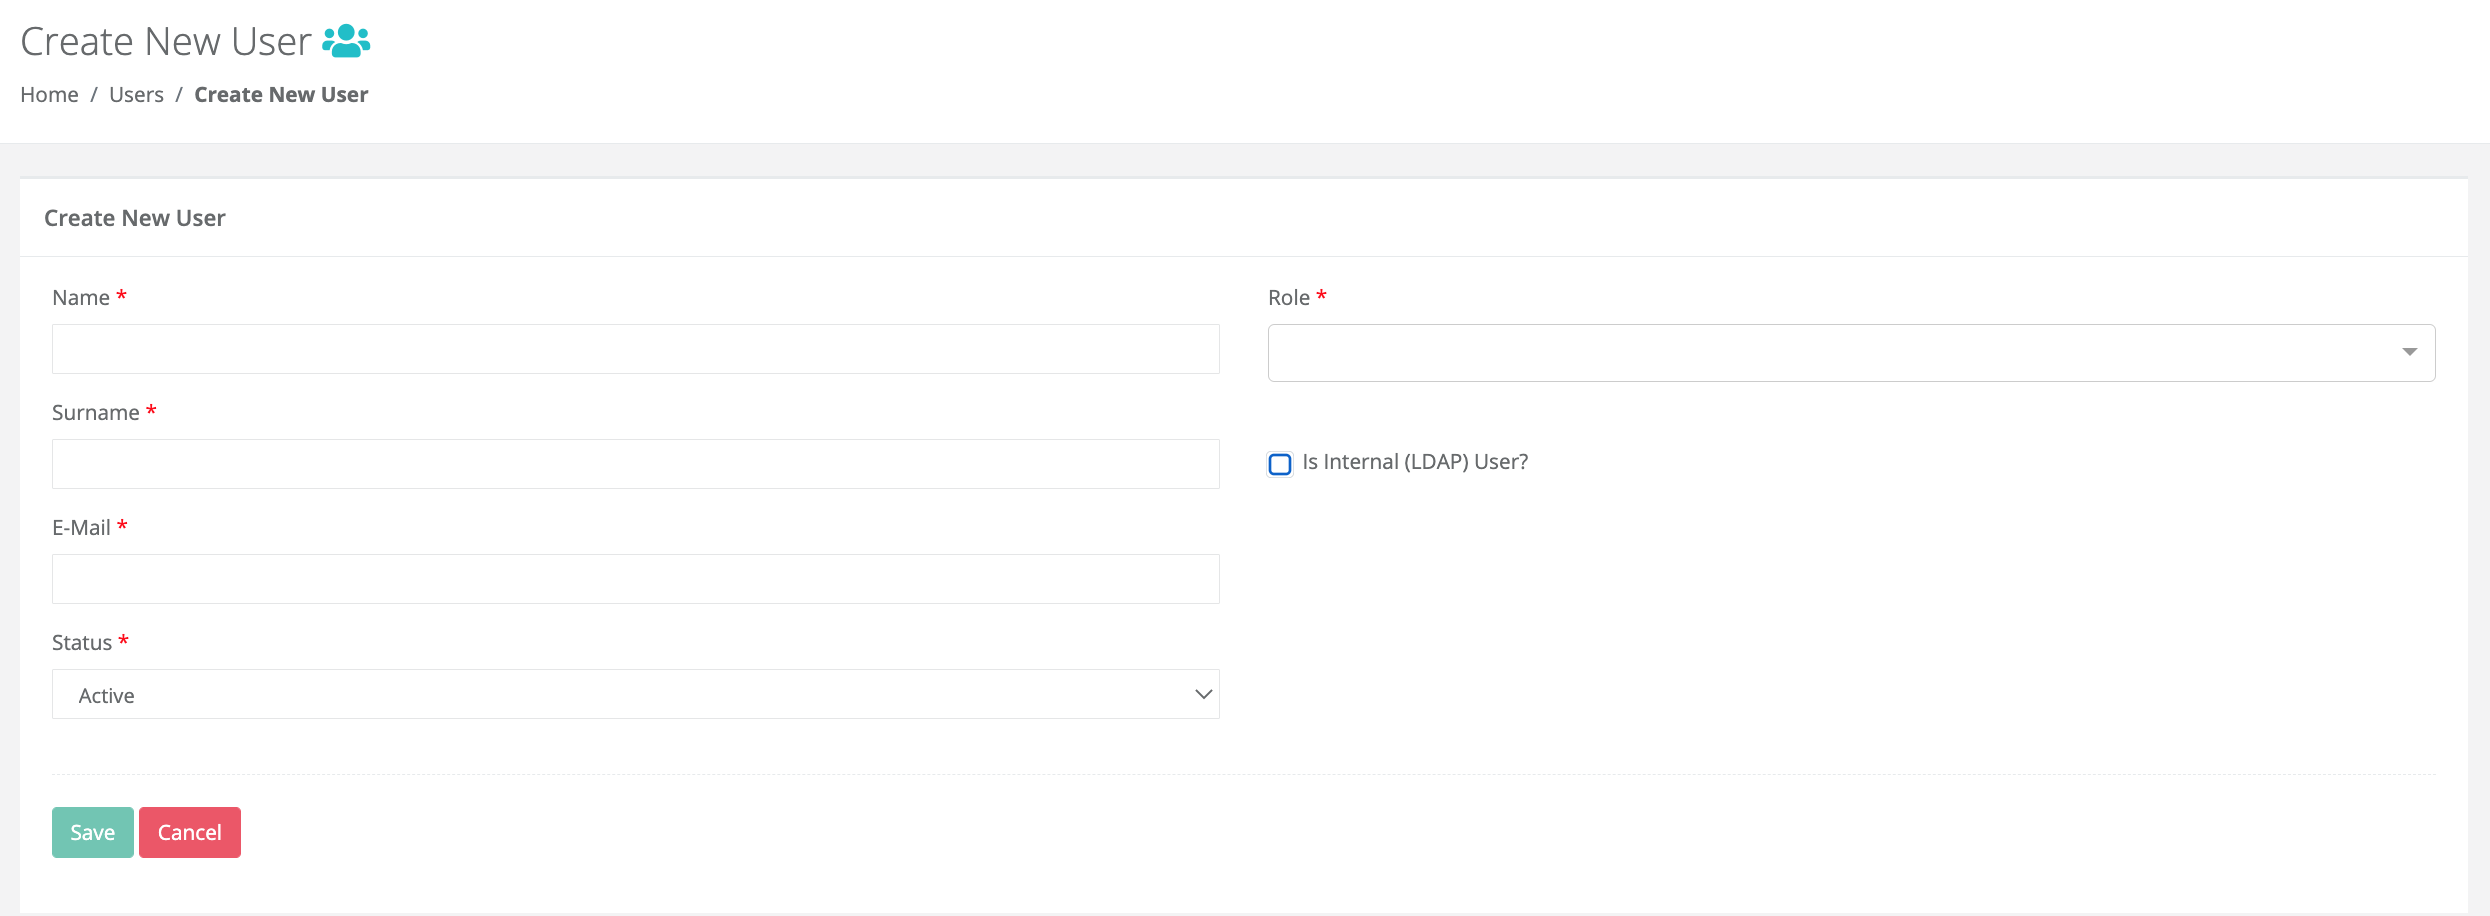 Create New User
Home / Users / Create New User
Create New User
Name *
Role *
Surname *
Is Internal (LDAP) User?
E-Mail *
Status *
Active
Save Cancel